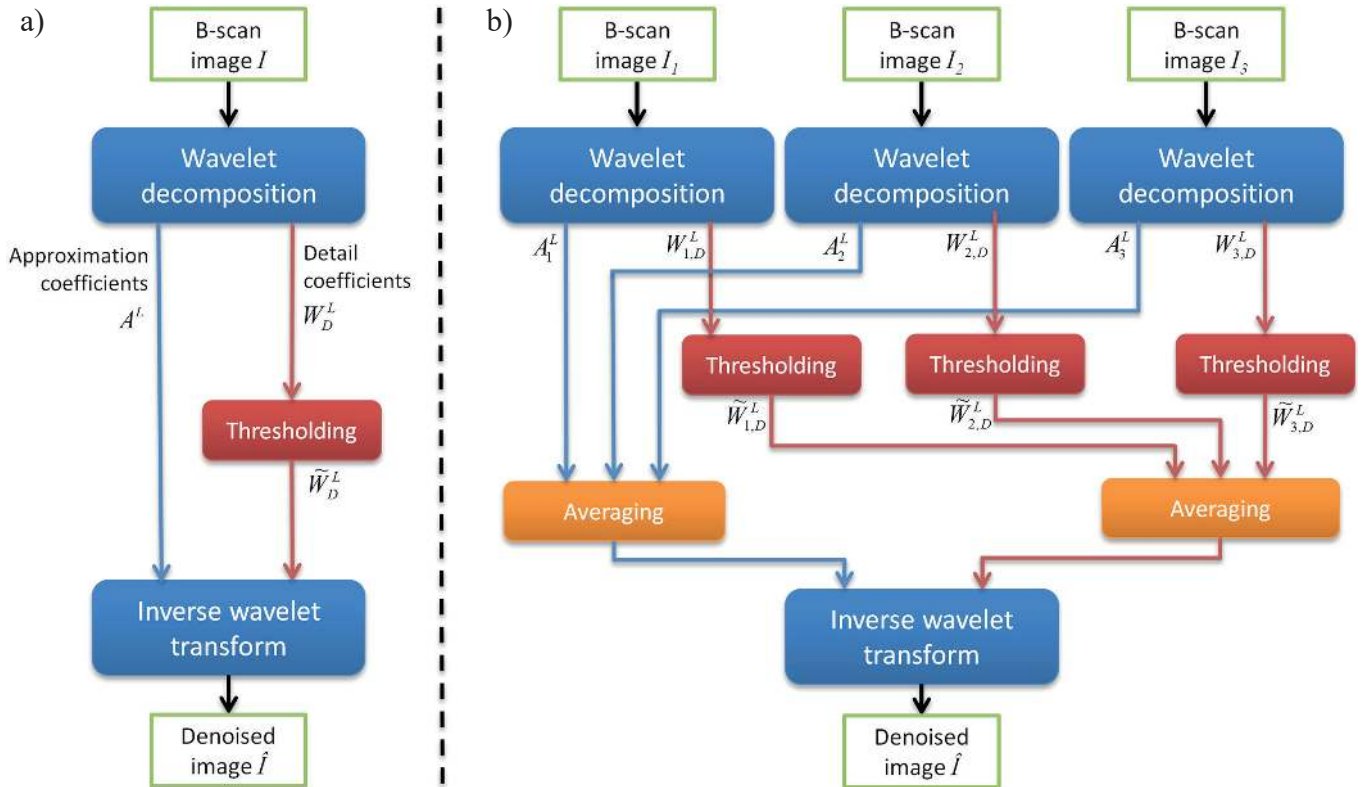 a)
B-scan
image I
Wavelet
decomposition
Approximation
coefficients
A^L
Detail
coefficients
W_D^L
Thresholding
W̃_D^L
Inverse wavelet
transform
Denoised
image Î
b)
B-scan
image I_1
B-scan
image I_2
B-scan
image I_3
Wavelet
decomposition
Wavelet
decomposition
Wavelet
decomposition
A_1^L
W_{1,D}^L
A_2^L
W_{2,D}^L
A_3^L
W_{3,D}^L
Thresholding
Thresholding
Thresholding
W̃_{1,D}^L
W̃_{2,D}^L
W̃_{3,D}^L
Averaging
Averaging
Inverse wavelet
transform
Denoised
image Î